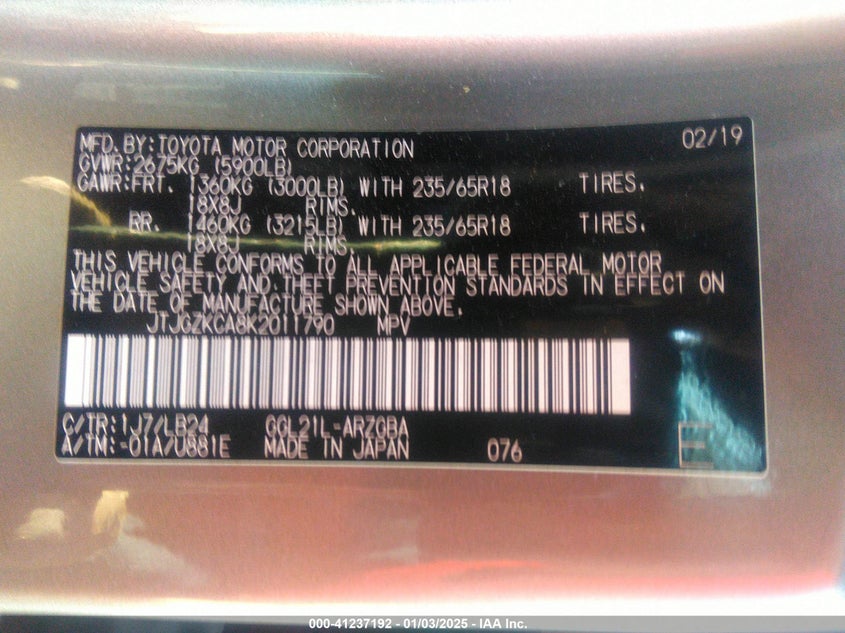 MFD. BY: TOYOTA MOTOR CORPORATION 02/19
GVWR: 2675KG (5900LB)
GAWR: FRT. 1360KG (3000LB) WITH 235/65R18 TIRES,
18X8J RIMS,
RR. 1460KG (3215LB) WITH 235/65R18 TIRES,
18X8J RIMS,
THIS VEHICLE CONFORMS TO ALL APPLICABLE FEDERAL MOTOR
VEHICLE SAFETY AND THEFT PREVENTION STANDARDS IN EFFECT ON
THE DATE OF MANUFACTURE SHOWN ABOVE.
JTJGZKCA8K2011790 MPV
C/TR: 1J7/LB24 GGL21L-ARZGBA
A/TM: -01A/U881E MADE IN JAPAN 076
E
000-41237192 - 01/03/2025 - IAA Inc.